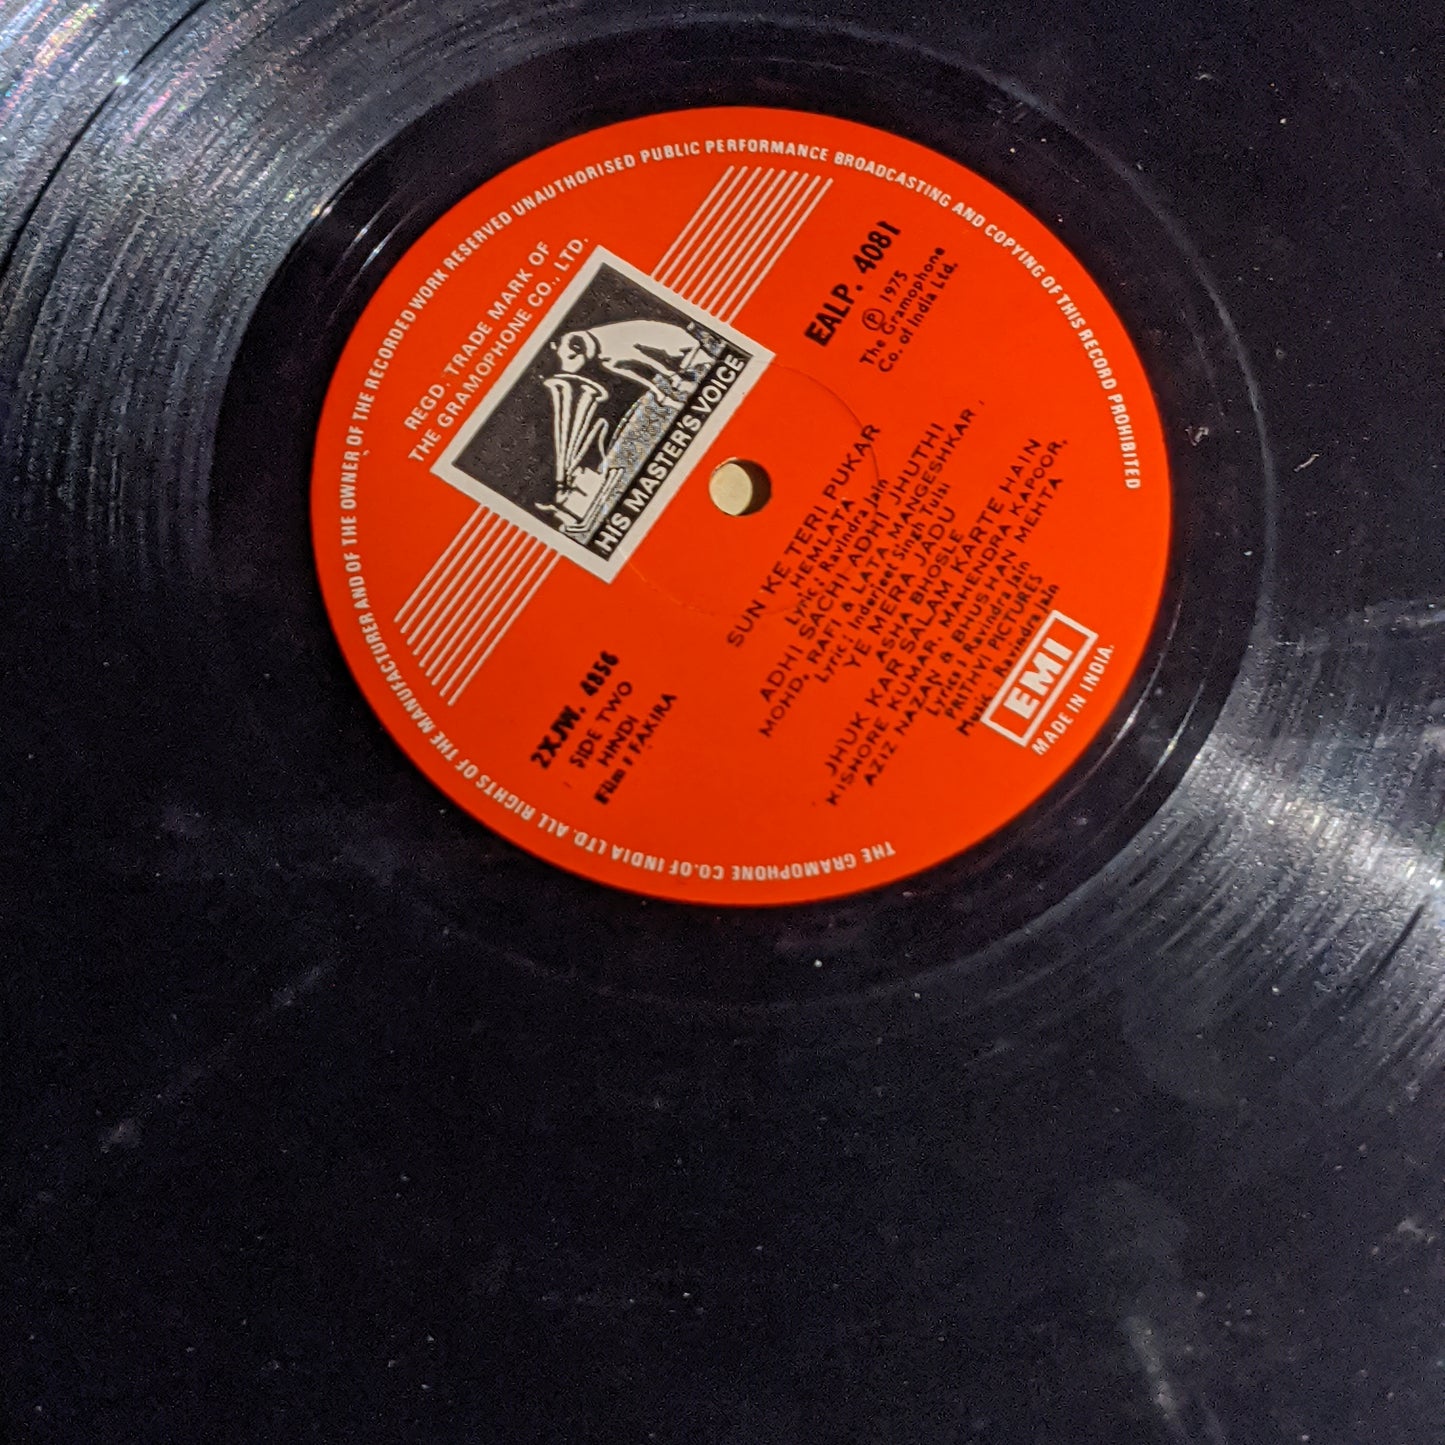 THE GRAMOPHONE CO. OF INDIA LTD. ALL RIGHTS OF THE MANUFACTURER AND OF THE OWNER OF THE RECORDED WORK RESERVED UNAUTHORISED PUBLIC PERFORMANCE BROADCASTING AND COPYING OF THIS RECORD PROHIBITED
REGD. TRADE MARK OF
THE GRAMOPHONE CO., LTD.
HIS MASTER'S VOICE
2XJW. 4856
SIDE TWO
HINDI
Film : FAKIRA
EALP. 4081
Ⓟ 1975
The Gramophone
Co. of India Ltd.
SUN KE TERI PUKAR
HEMLATA
Lyric : Ravindra Jain
ADHI SACHI ADHI JHUTHI
MOHD. RAFI & LATA MANGESHKAR
Lyric : Inderjeet Singh Tulsi
YE MERA JADU
ASHA BHOSLE
JHUK KAR SALAM KARTE HAIN
KISHORE KUMAR, MAHENDRA KAPOOR,
AZIZ NAZAN & BHUSHAN MEHTA
Lyrics : Ravindra Jain
PRITHVI PICTURES
Music : Ravindra Jain
EMI
MADE IN INDIA.